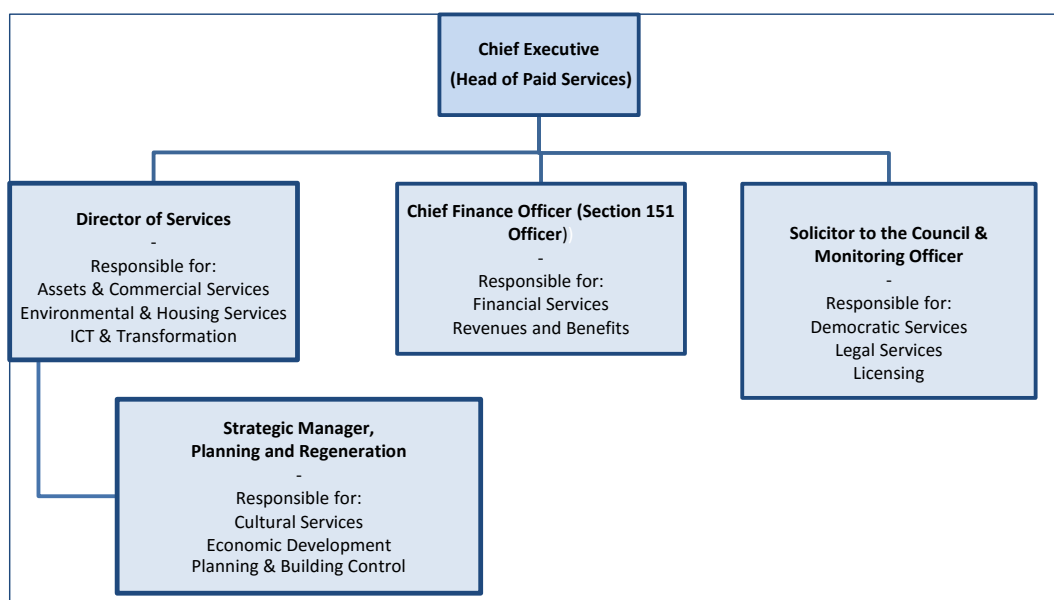 Chief Executive
(Head of Paid Services)
Director of Services
-
Responsible for:
Assets & Commercial Services
Environmental & Housing Services
ICT & Transformation
Chief Finance Officer (Section 151
Officer))
-
Responsible for:
Financial Services
Revenues and Benefits
Solicitor to the Council &
Monitoring Officer
-
Responsible for:
Democratic Services
Legal Services
Licensing
Strategic Manager,
Planning and Regeneration
-
Responsible for:
Cultural Services
Economic Development
Planning & Building Control